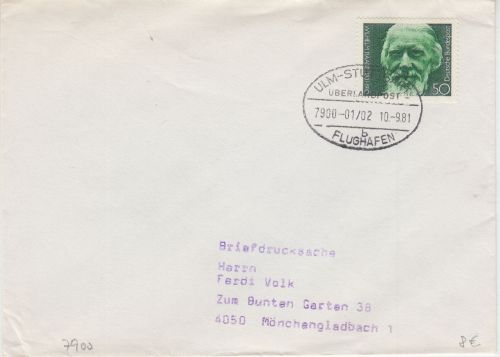 Deutsche Bundespost
50
ULM-STU
ÜBERLANDPOST
7900-01/02 10.-9.81
b
FLUGHAFEN
Briefdrucksache
Herrn
Ferdi Volk
Zum Bunten Garten 38
4050 Mönchengladbach 1
7900
8€